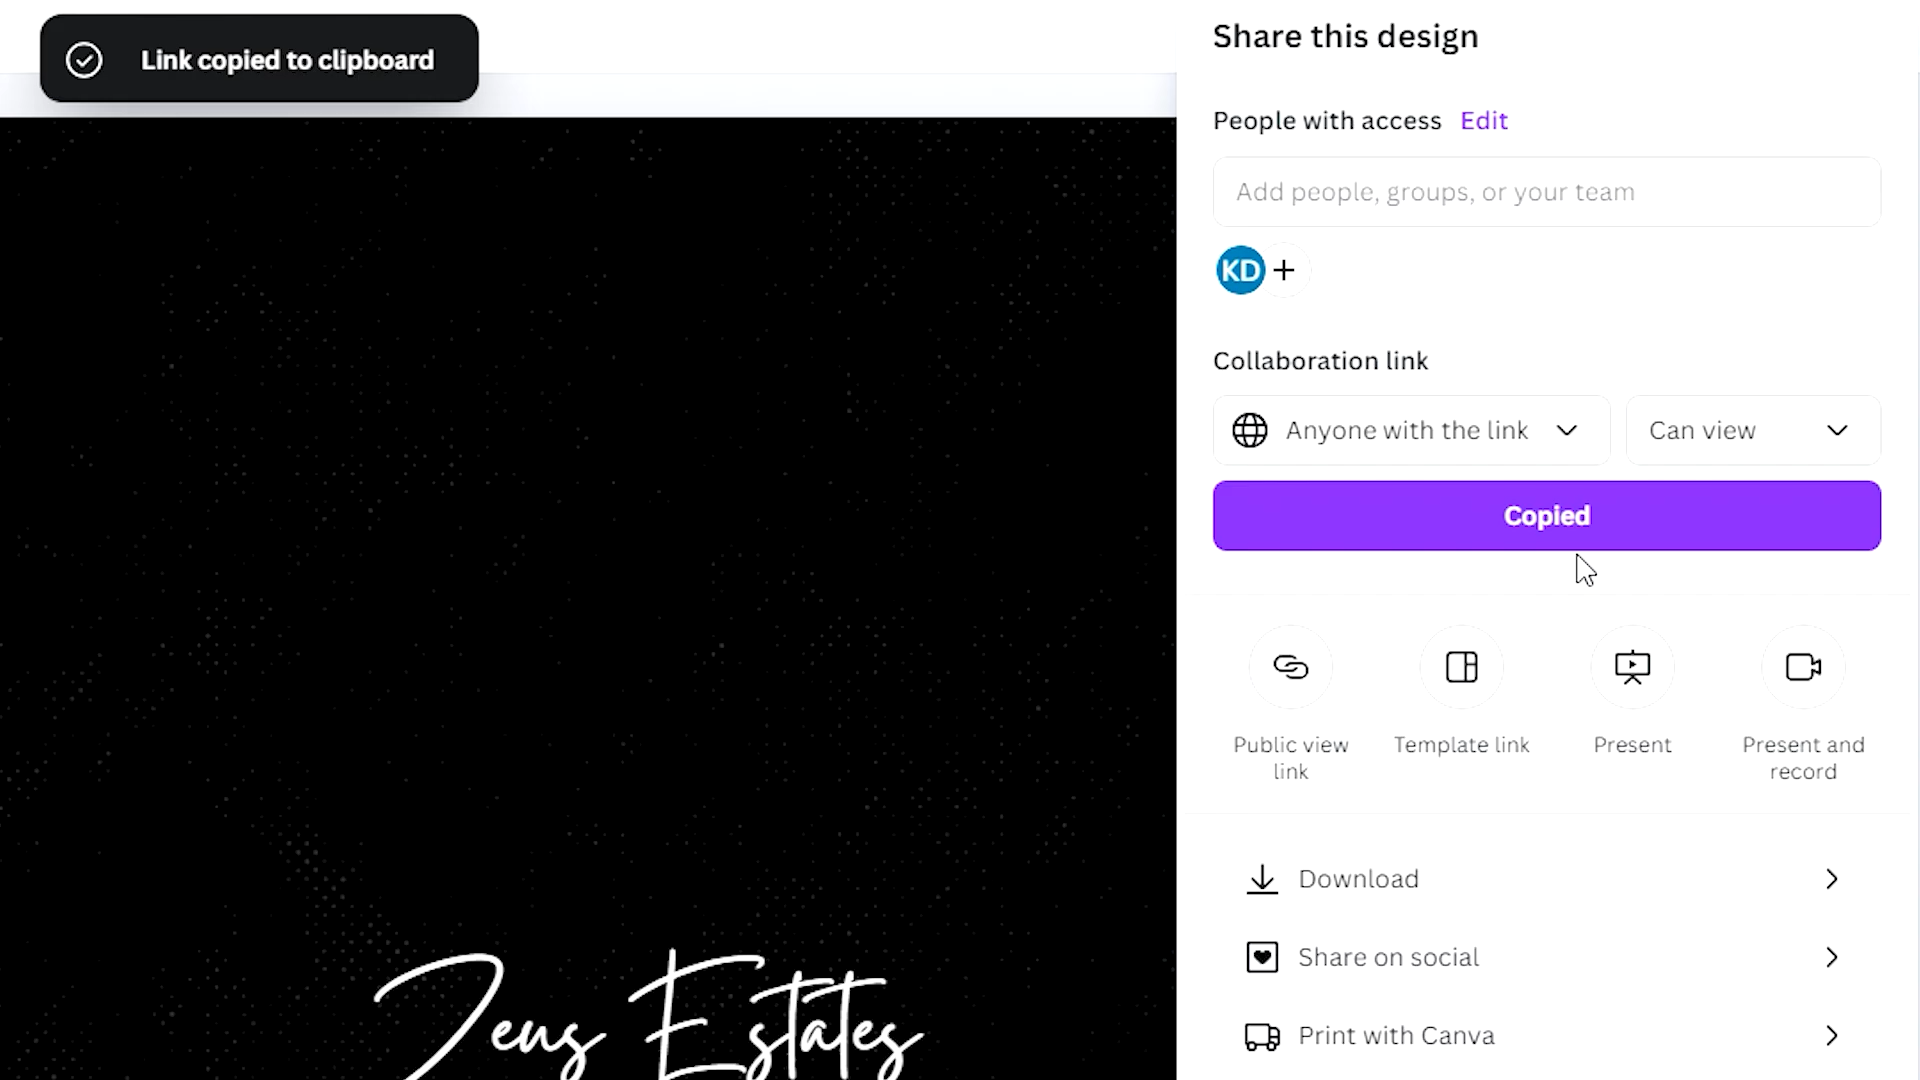 Link copied to clipboard
Share this design
People with access Edit
Add people, groups, or your team
KD
Collaboration link
Anyone with the link
Can view
Copied
Public view
link
Template link
Present
Present and
record
Download
Share on social
Print with Canva
Zeus Estates